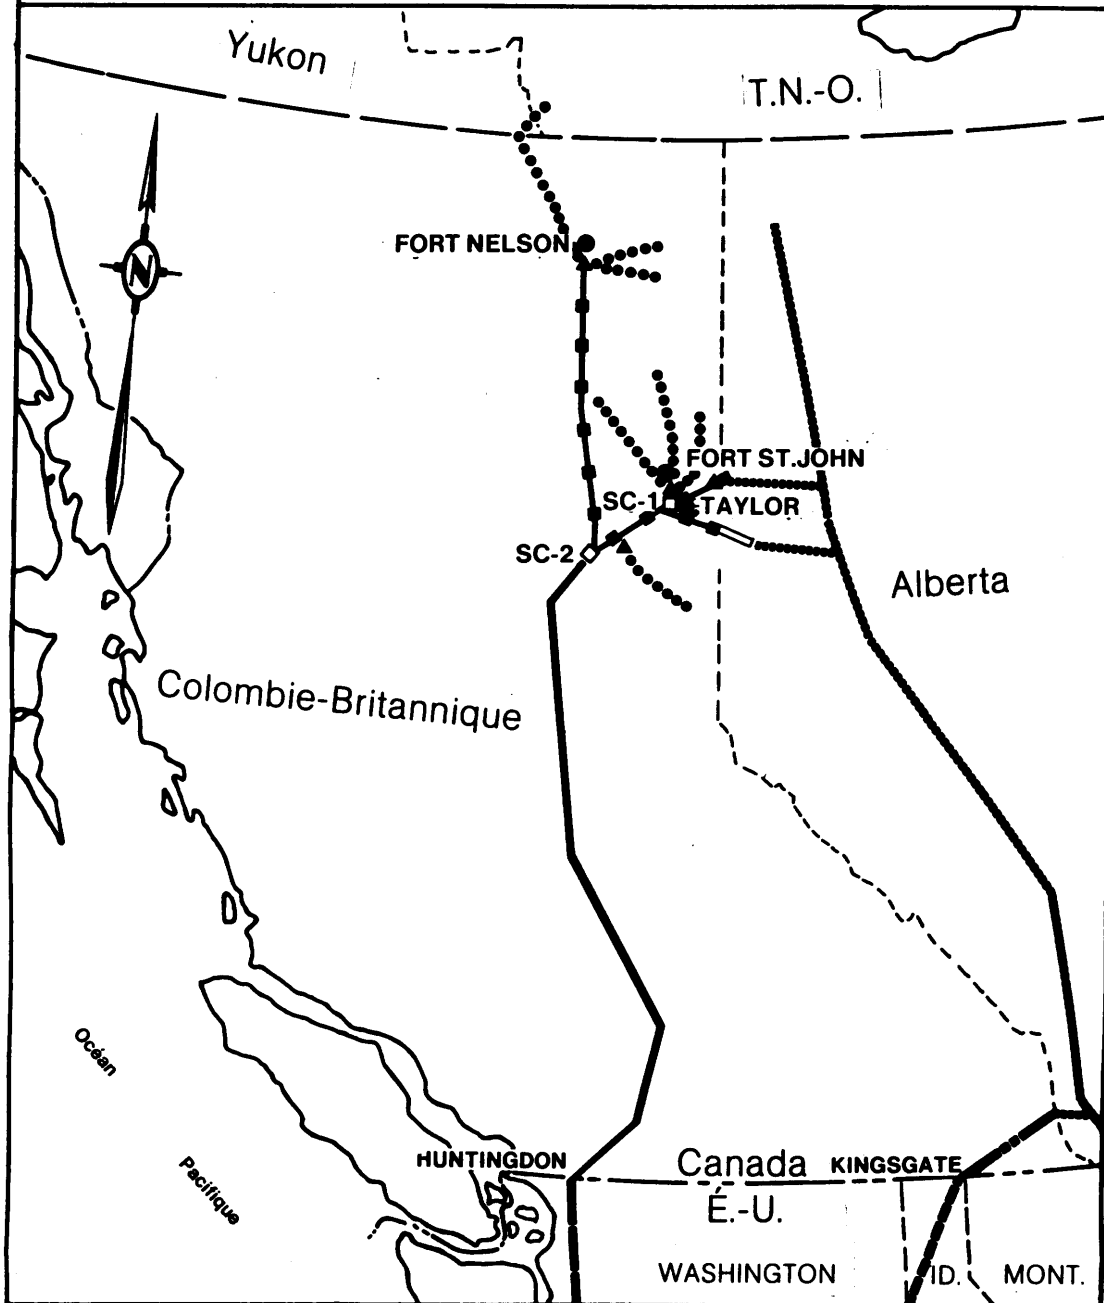 Yukon
T.N.-O.
N
FORT NELSON
FORT ST.JOHN
SC-1
TAYLOR
SC-2
Alberta
Colombie-Britannique
Océan
Pacifique
HUNTINGDON
Canada
KINGSGATE
É.-U.
WASHINGTON
ID.
MONT.